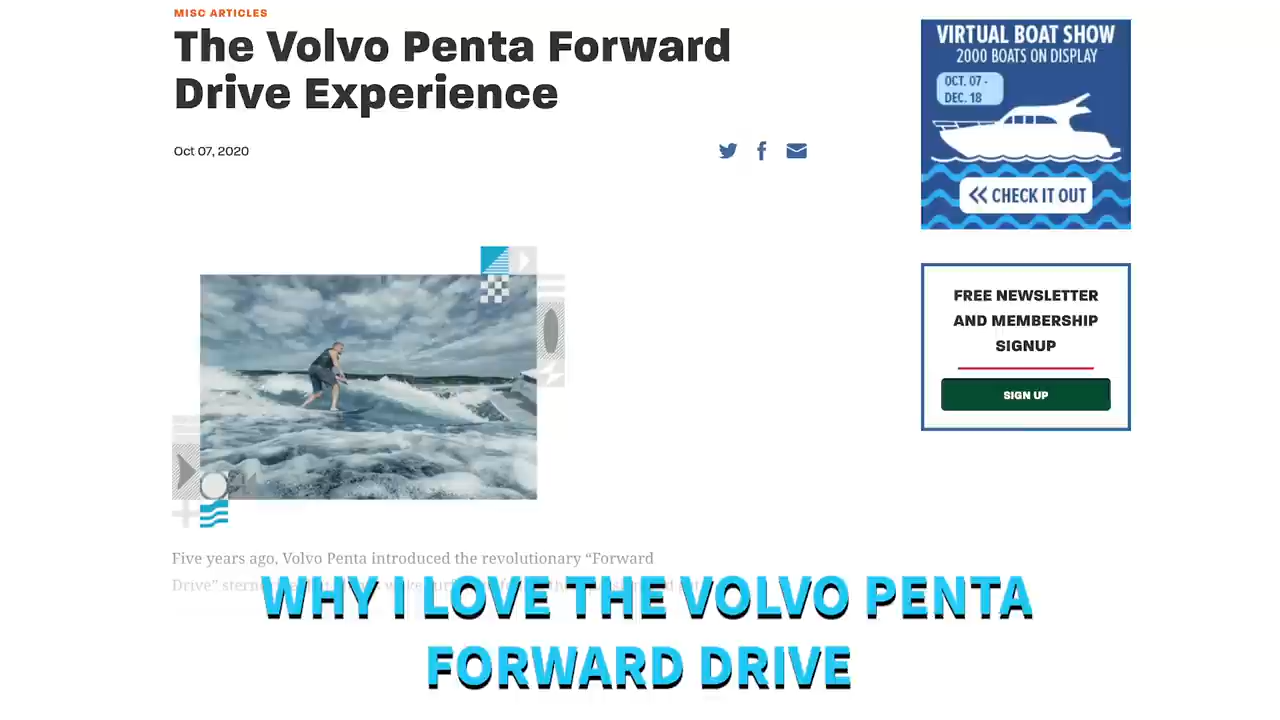 MISC ARTICLES
The Volvo Penta Forward
Drive Experience
Oct 07, 2020
VIRTUAL BOAT SHOW
2000 BOATS ON DISPLAY
OCT. 07 -
DEC. 18
CHECK IT OUT
FREE NEWSLETTER
AND MEMBERSHIP
SIGNUP
SIGN UP
Five years ago, Volvo Penta introduced the revolutionary “Forward
Drive”
WHY I LOVE THE VOLVO PENTA
FORWARD DRIVE